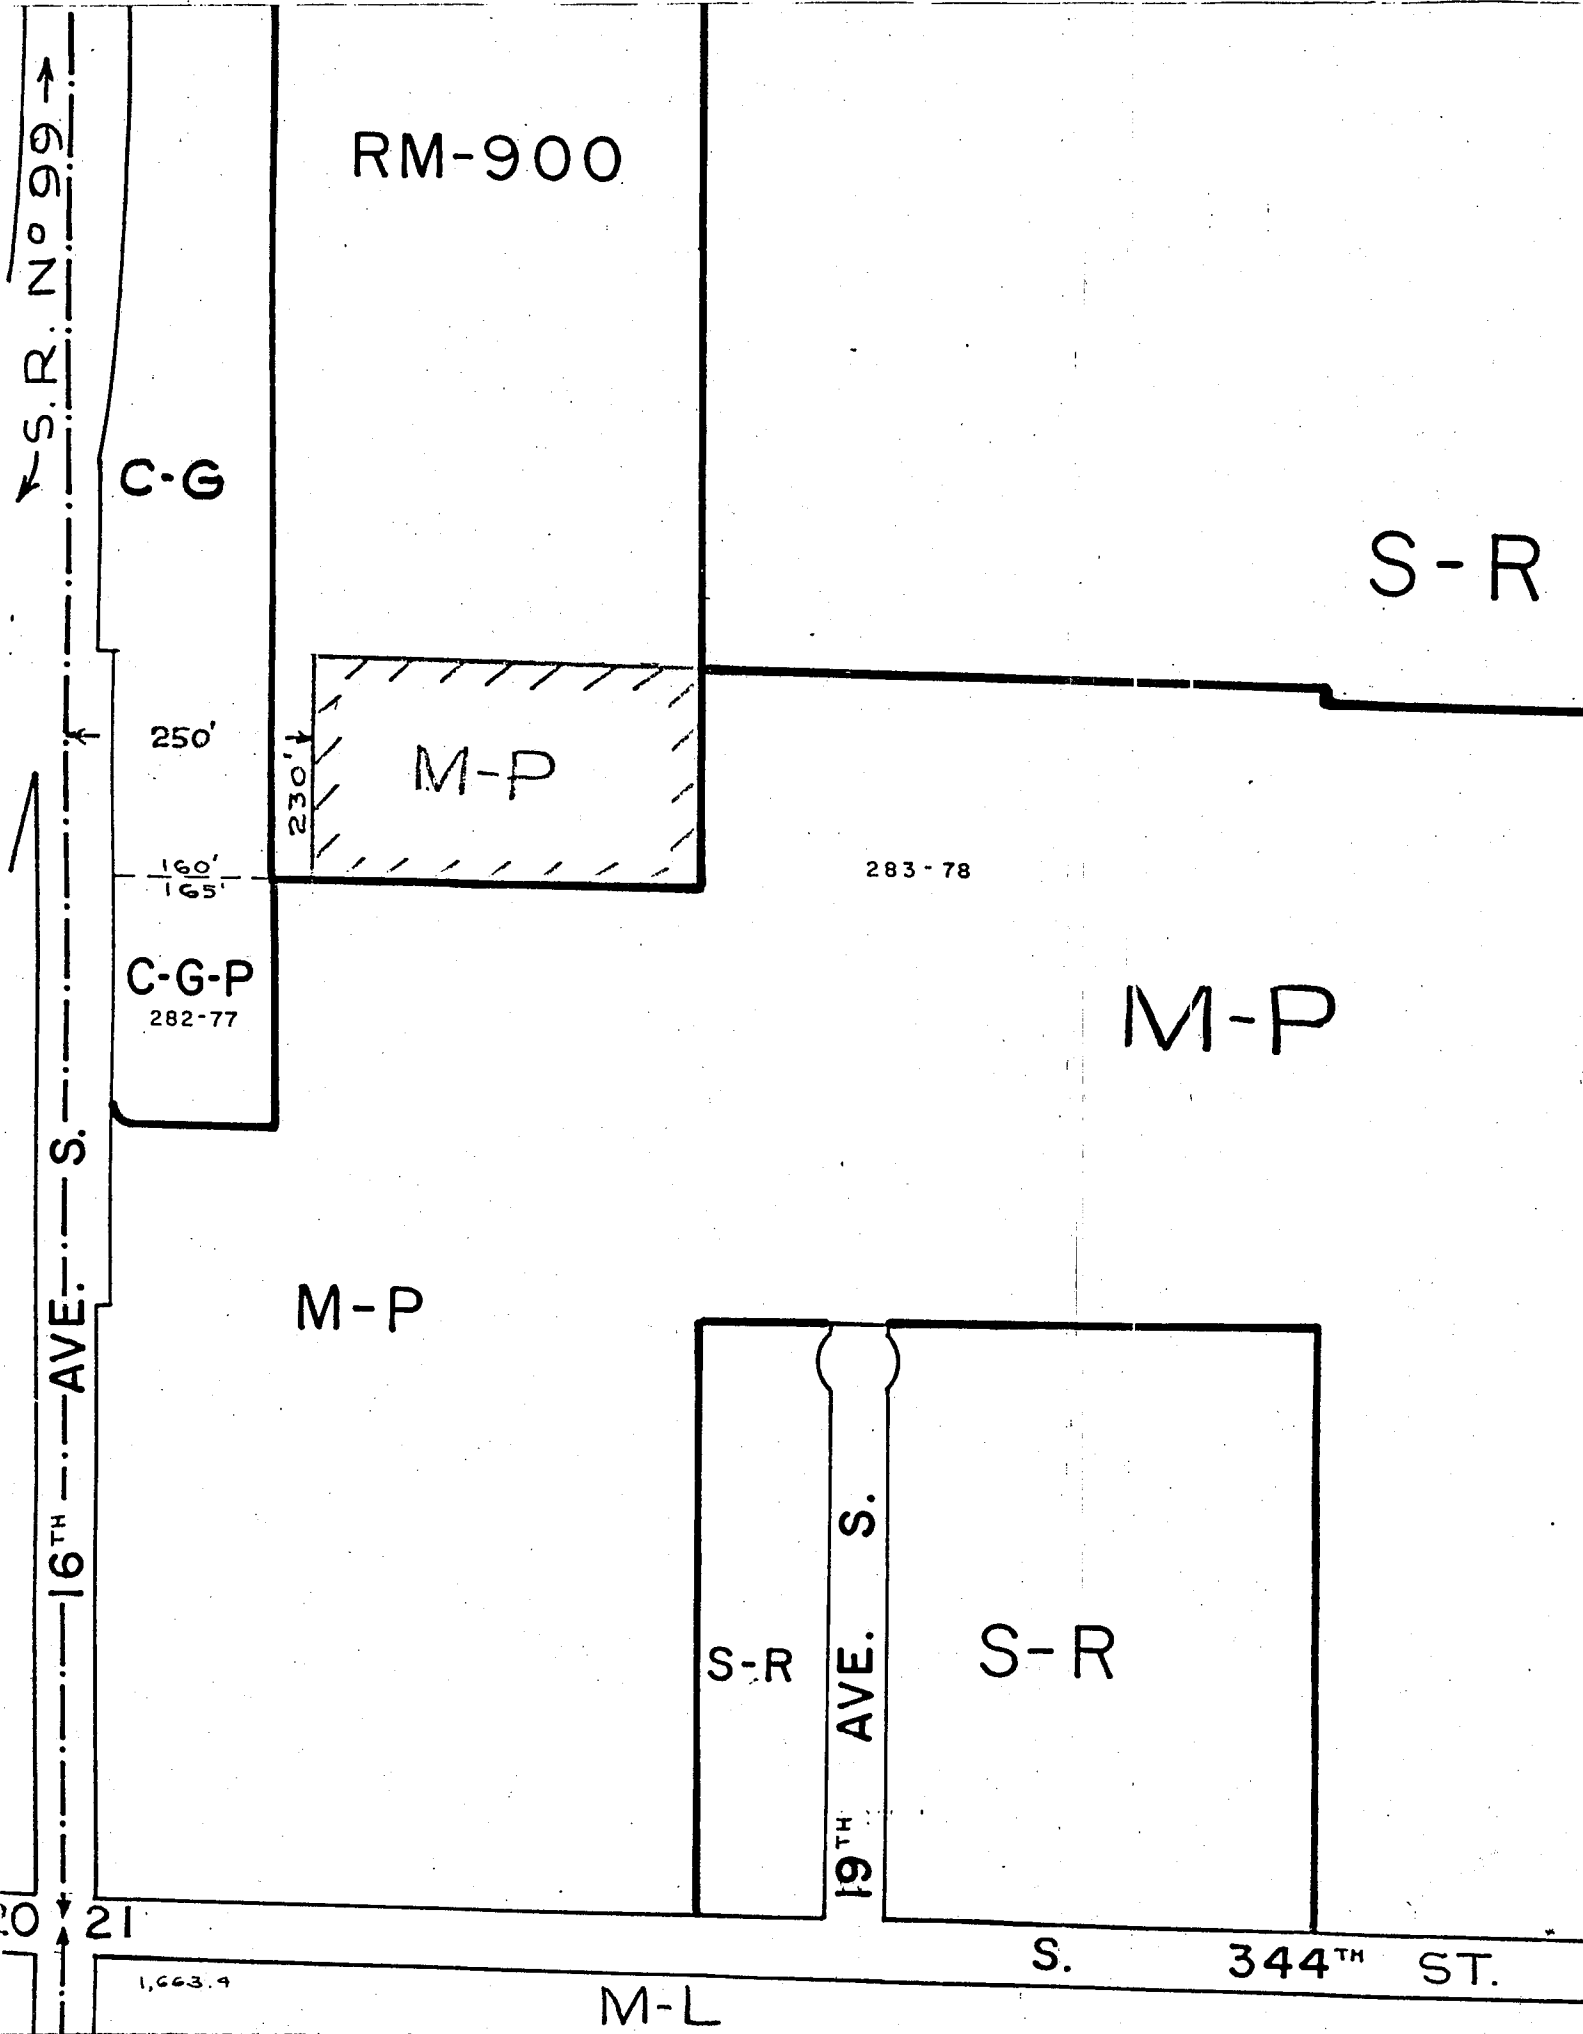 S.R. Nº 99
RM-900
C-G
S-R
250'
230'
M-P
160'
165'
283-78
C-G-P
282-77
M-P
16TH AVE. S.
M-P
S-R
19TH AVE. S.
S-R
20 21
S. 344TH ST.
1,663.4
M-L